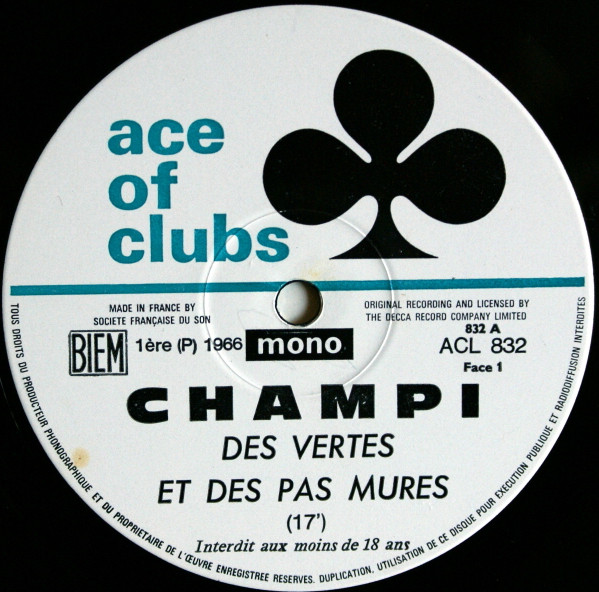 ace
of
clubs
MADE IN FRANCE BY
SOCIETE FRANÇAISE DU SON
ORIGINAL RECORDING AND LICENSED BY
THE DECCA RECORD COMPANY LIMITED
832 A
BIEM
1ère (P) 1966
mono
ACL 832
Face 1
CHAMPI
DES VERTES
ET DES PAS MURES
(17')
Interdit aux moins de 18 ans
TOUS DROITS DU PRODUCTEUR PHONOGRAPHIQUE ET DU PROPRIETAIRE DE L'ŒUVRE ENREGISTREE RESERVES. DUPLICATION, UTILISATION DE CE DISQUE POUR EXECUTION PUBLIQUE ET RADIODIFFUSION INTERDITES